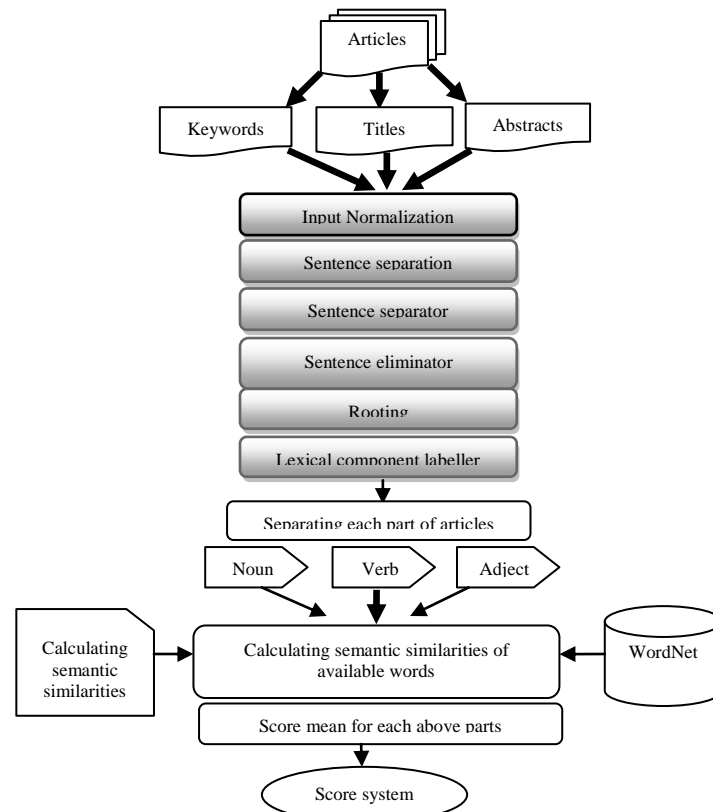 Articles
Keywords
Titles
Abstracts
Input Normalization
Sentence separation
Sentence separator
Sentence eliminator
Rooting
Lexical component labeller
Separating each part of articles
Noun
Verb
Adject
Calculating
semantic
similarities
Calculating semantic similarities of
available words
WordNet
Score mean for each above parts
Score system